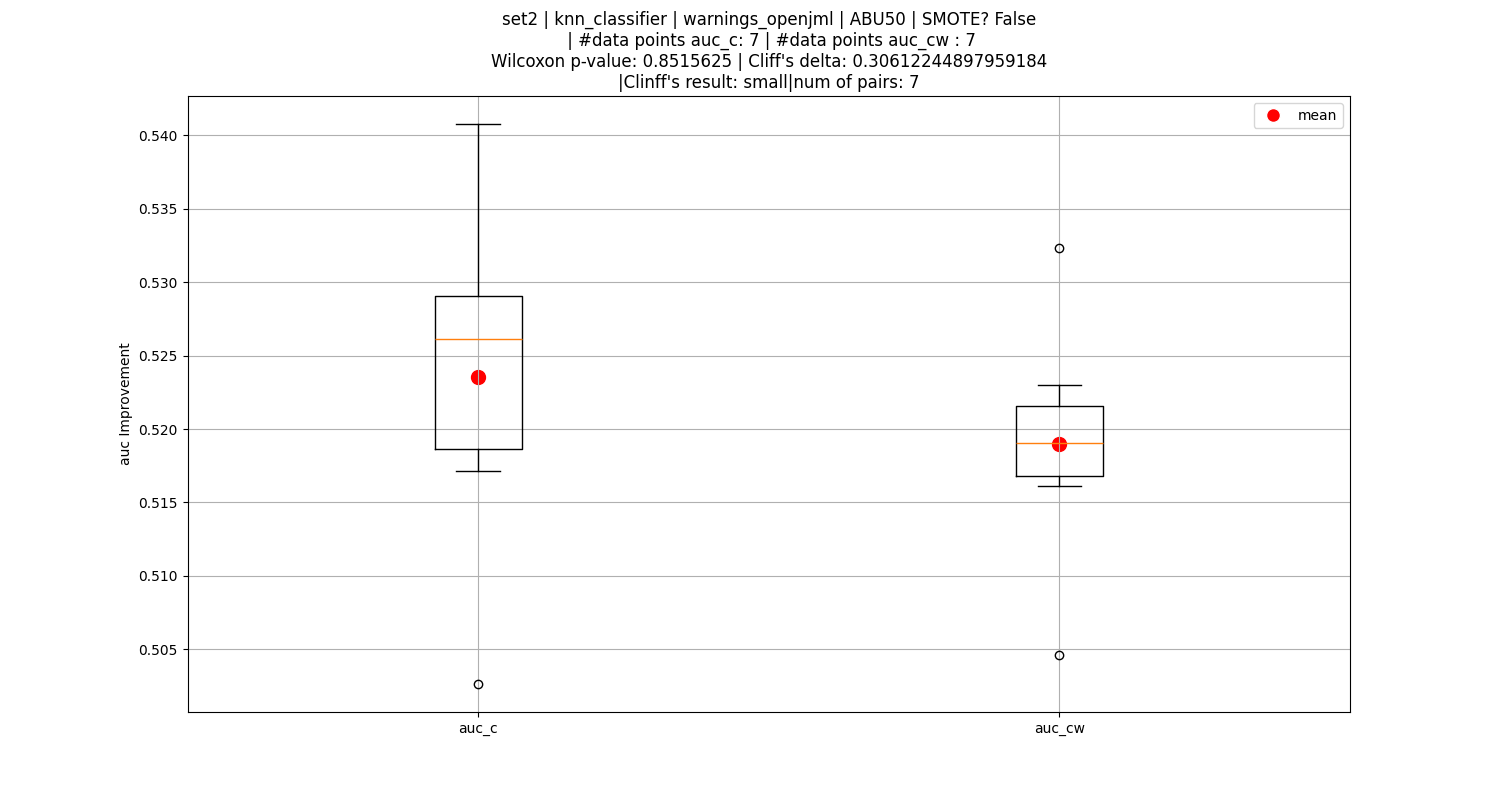 set2 | knn_classifier | warnings_openjml | ABU50 | SMOTE? False
| #data points auc_c: 7 | #data points auc_cw : 7
Wilcoxon p-value: 0.8515625 | Cliff's delta: 0.30612244897959184
|Clinff's result: small|num of pairs: 7
mean
0.540
0.535
0.530
0.525
0.520
0.515
0.510
0.505
auc Improvement
auc_c
auc_cw